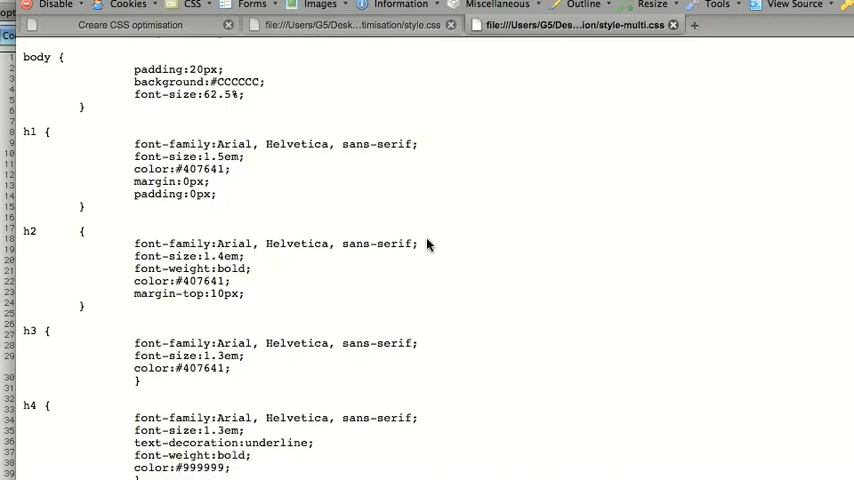 Disable Cookies CSS Forms Images Information Miscellaneous Outline Resize Tools View Source
Creare CSS optimisation file:///Users/G5/Desk...timisation/style.css file:///Users/G5/Des...ion/style-multi.css
body {
padding:20px;
background:#CCCCCC;
font-size:62.5%;
}
h1 {
font-family:Arial, Helvetica, sans-serif;
font-size:1.5em;
color:#407641;
margin:0px;
padding:0px;
}
h2 {
font-family:Arial, Helvetica, sans-serif;
font-size:1.4em;
font-weight:bold;
color:#407641;
margin-top:10px;
}
h3 {
font-family:Arial, Helvetica, sans-serif;
font-size:1.3em;
color:#407641;
}
h4 {
font-family:Arial, Helvetica, sans-serif;
font-size:1.3em;
text-decoration:underline;
font-weight:bold;
color:#999999;